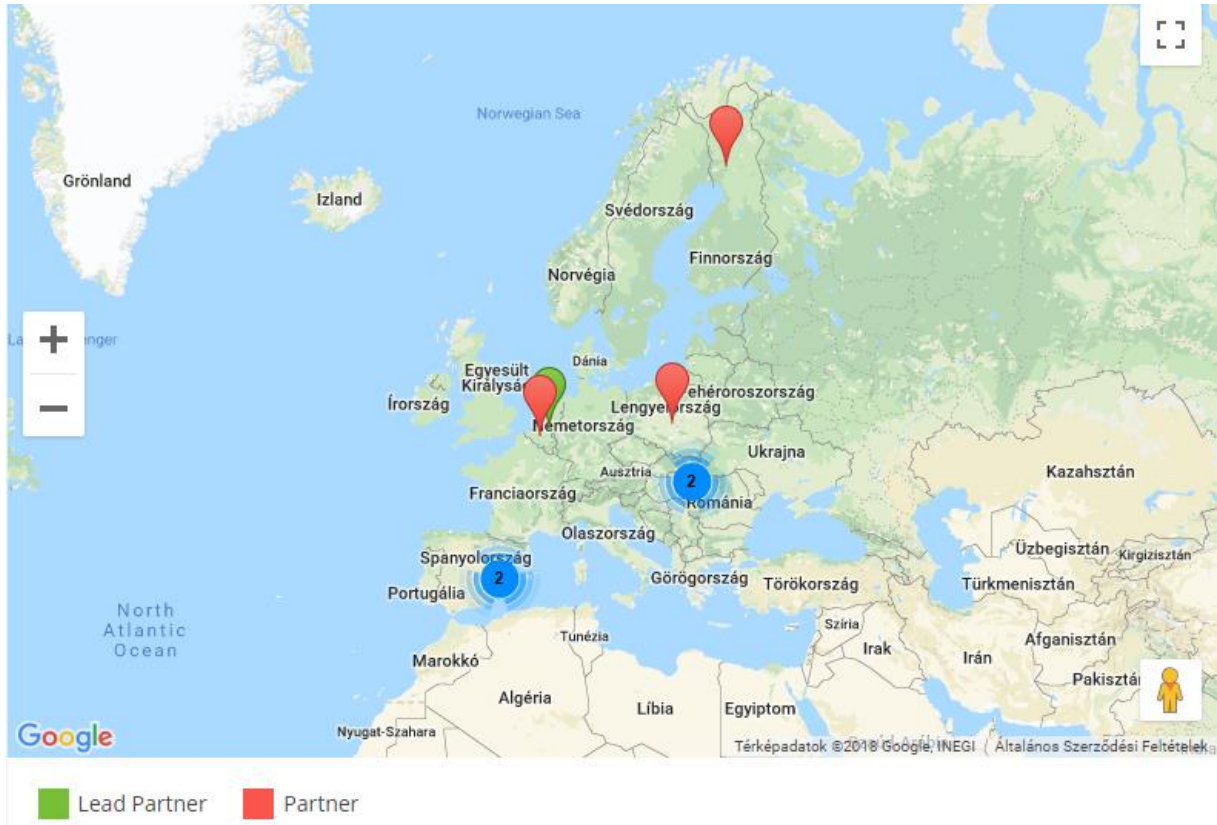 Norwegian Sea
Grönland
Izland
Svédország
Finnország
Norvégia
Dánia
Egyesült
Királyság
Írország
Fehéroroszország
Lengyelország
Németország
Ukrajna
Ausztria
2
Kazahsztán
Franciaország
Románia
Olaszország
Üzbegisztán
Kirgizisztán
Spanyolország
2
Görögország
Törökország
Türkmenisztán
Portugália
North
Atlantic
Ocean
Tunézia
Szíria
Afganisztán
Marokkó
Irak
Irán
Algéria
Líbia
Egyiptom
Nyugat-Szahara
Google
Térképadatok ©2018 Google, INEGI
Általános Szerződési Feltételek
Lead Partner
Partner